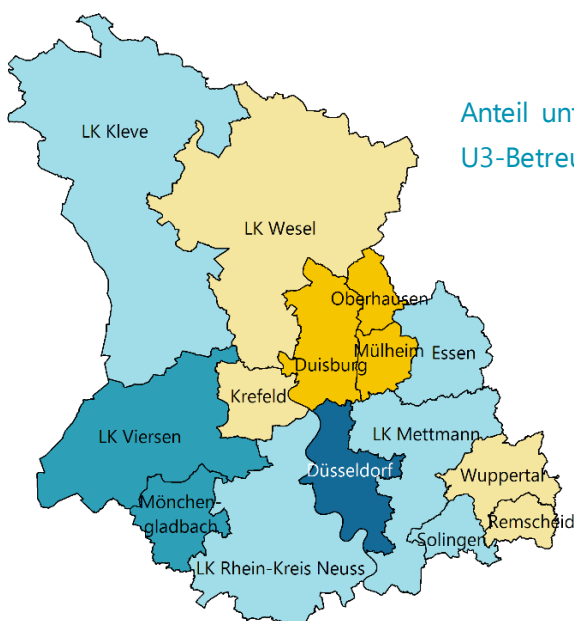 Anteil
U3-Betreu
LK Kleve
LK Wesel
Oberhausen
Mülheim
Duisburg
Essen
Krefeld
LK Viersen
LK Mettmann
Düsseldorf
Wuppertal
Mönchen-
gladbach
Remscheid
Solingen
LK Rhein-Kreis Neuss